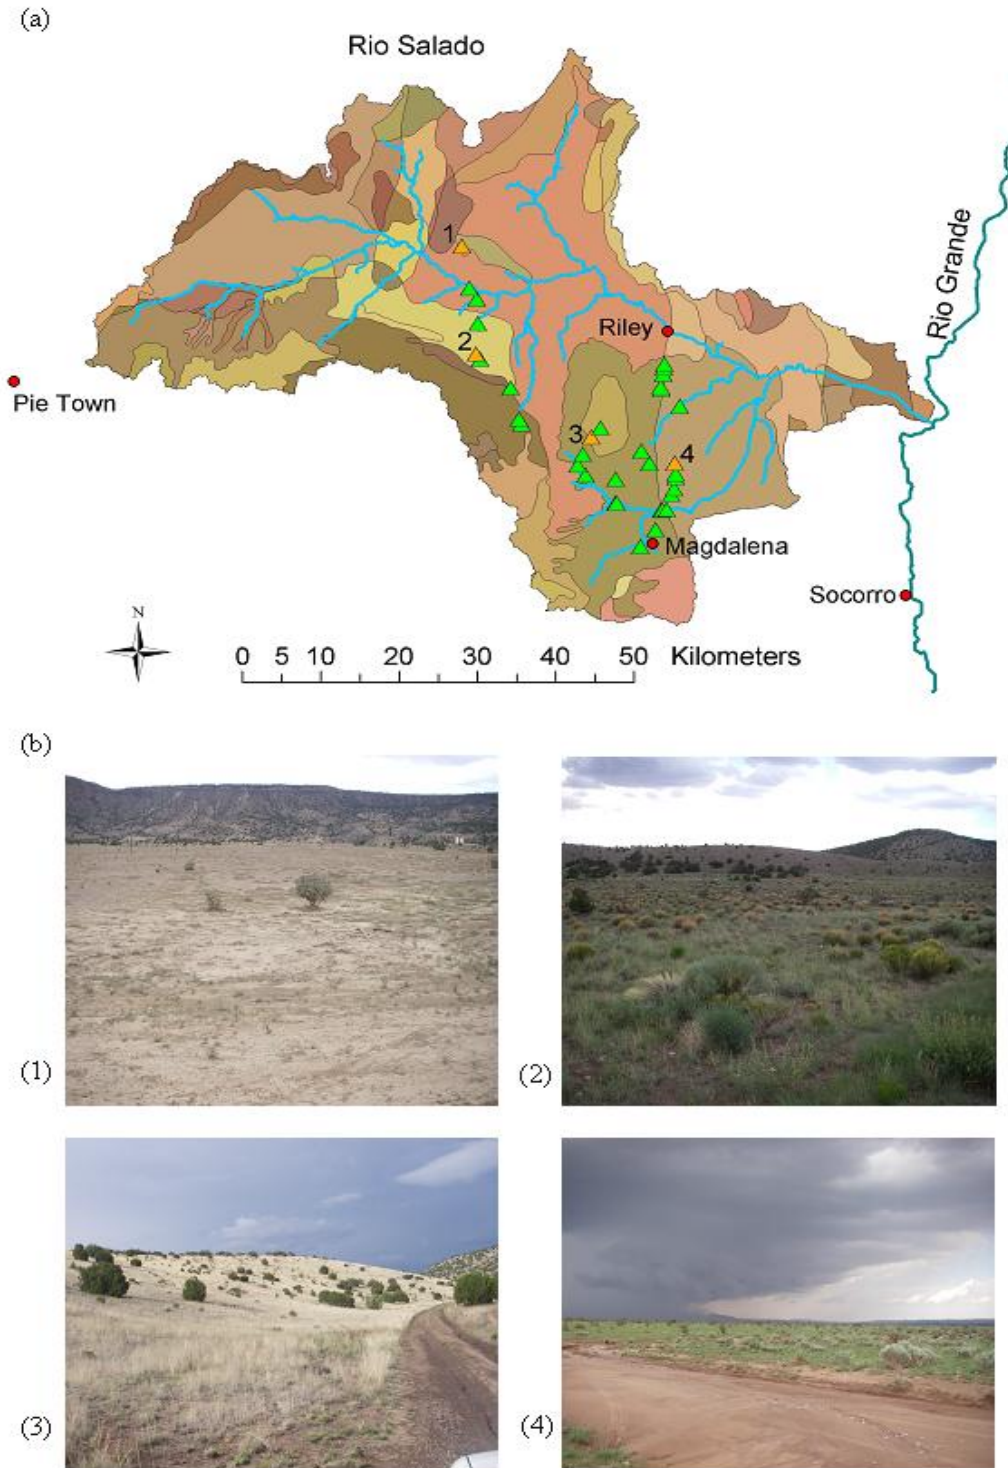 (a)
Rio Salado
1
Rio Grande
Riley
2
Pie Town
3
4
Magdalena
Socorro
N
0 5 10 20 30 40 50 Kilometers
(b)
(1)
(2)
(3)
(4)